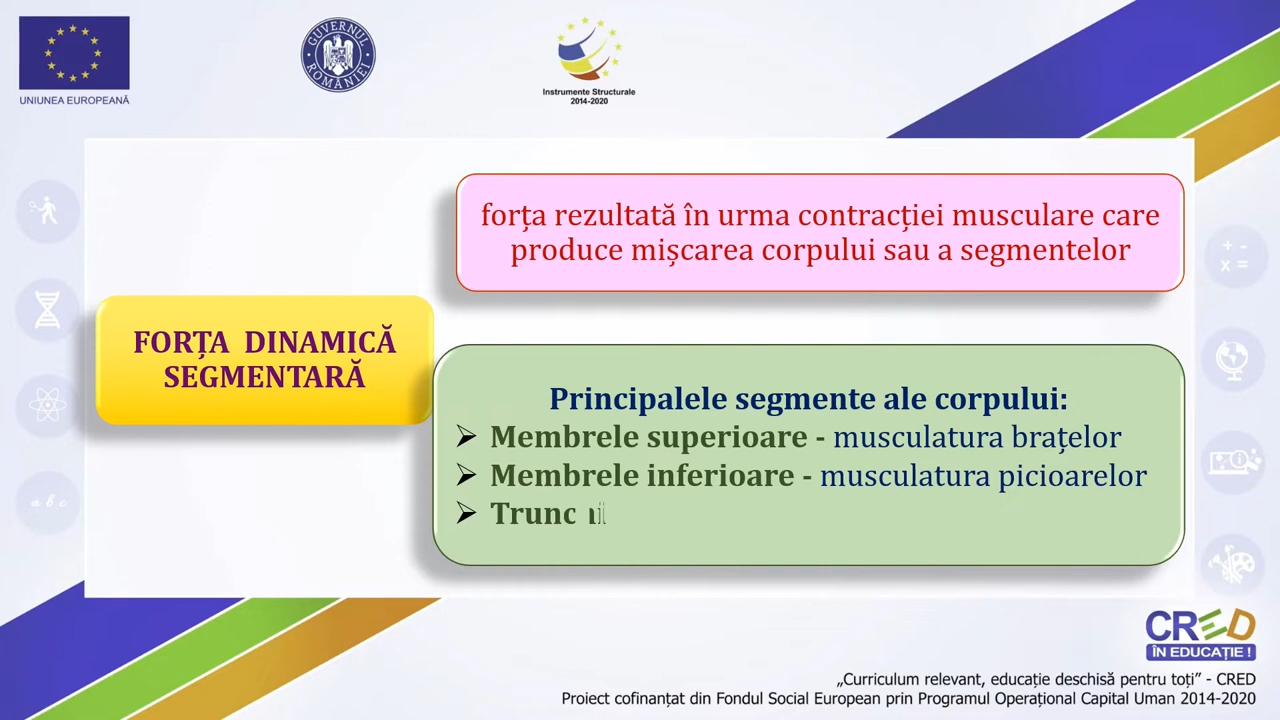 UNIUNEA EUROPEANĂ
GUVERNUL ROMÂNIEI
Instrumente Structurale
2014-2020
forța rezultată în urma contracției musculare care
produce mișcarea corpului sau a segmentelor
FORȚA DINAMICĂ
SEGMENTARĂ
Principalele segmente ale corpului:
➢ Membrele superioare - musculatura brațelor
➢ Membrele inferioare - musculatura picioarelor
➢ Trunc
+ -
x =
a b c
CRED
ÎN EDUCAȚIE !
„Curriculum relevant, educație deschisă pentru toți” - CRED
Proiect cofinanțat din Fondul Social European prin Programul Operațional Capital Uman 2014-2020